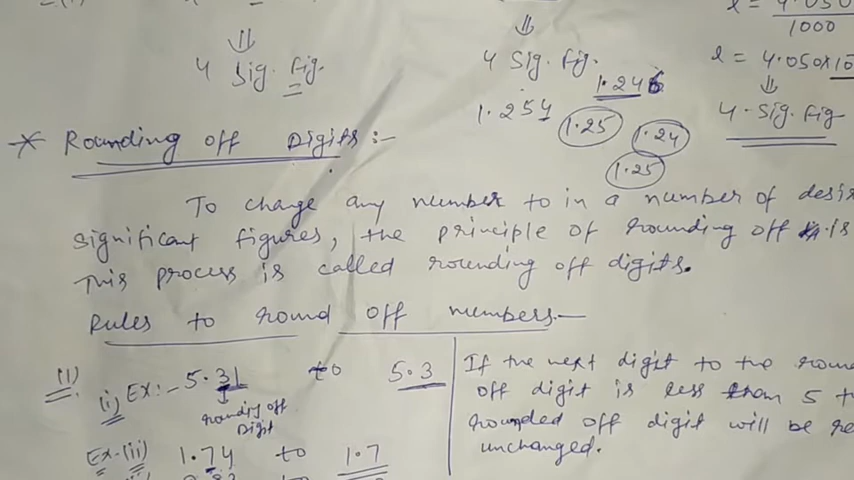 l = 4.050
1000
4 Sig. fig.
4 Sig. fig.
l = 4.050×10
1.246
1.254
1.25
1.24
1.25
4 - Sig. fig
* Rounding off Digits :-
To change any number to in a number of desi
significant figures, the principle of rounding off is
This process is called rounding off digits.
Rules to round off numbers.—
(1)
(i) Ex:- 5.31 to 5.3
rounding off
Digit
If the next digit to the roun
off digit is less than 5 t
rounded off digit will be re
unchanged.
Ex.(ii) 1.74 to 1.7